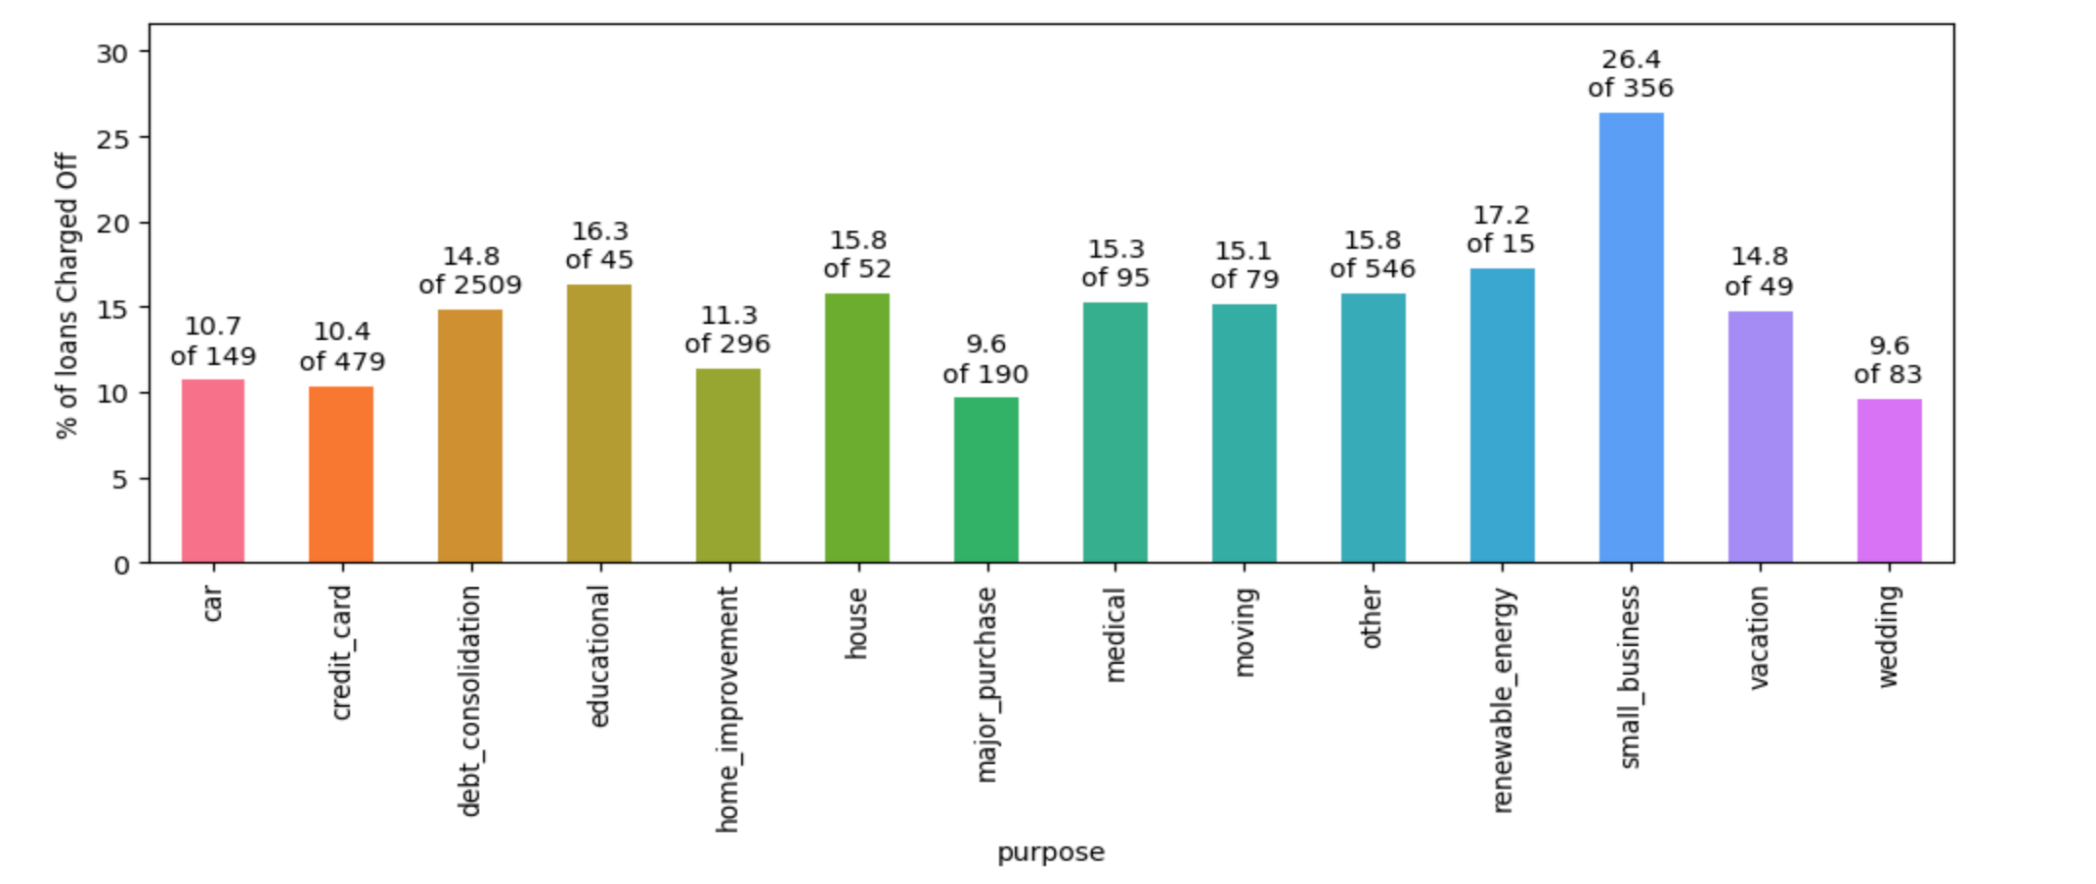 % of loans Charged Off
30
25
20
15
10
5
0
10.7
of 149
10.4
of 479
14.8
of 2509
16.3
of 45
11.3
of 296
15.8
of 52
9.6
of 190
15.3
of 95
15.1
of 79
15.8
of 546
17.2
of 15
26.4
of 356
14.8
of 49
9.6
of 83
car
credit_card
debt_consolidation
educational
home_improvement
house
major_purchase
medical
moving
other
renewable_energy
small_business
vacation
wedding
purpose